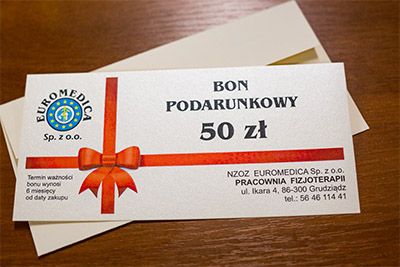 EUROMEDICA
Sp. z o.o.
BON
PODARUNKOWY
50 zł
Termin ważności
bonu wynosi
6 miesięcy
od daty zakupu
NZOZ EUROMEDICA Sp. z o.o.
PRACOWNIA FIZJOTERAPII
ul. Ikara 4, 86-300 Grudziądz
tel.: 56 46 114 41